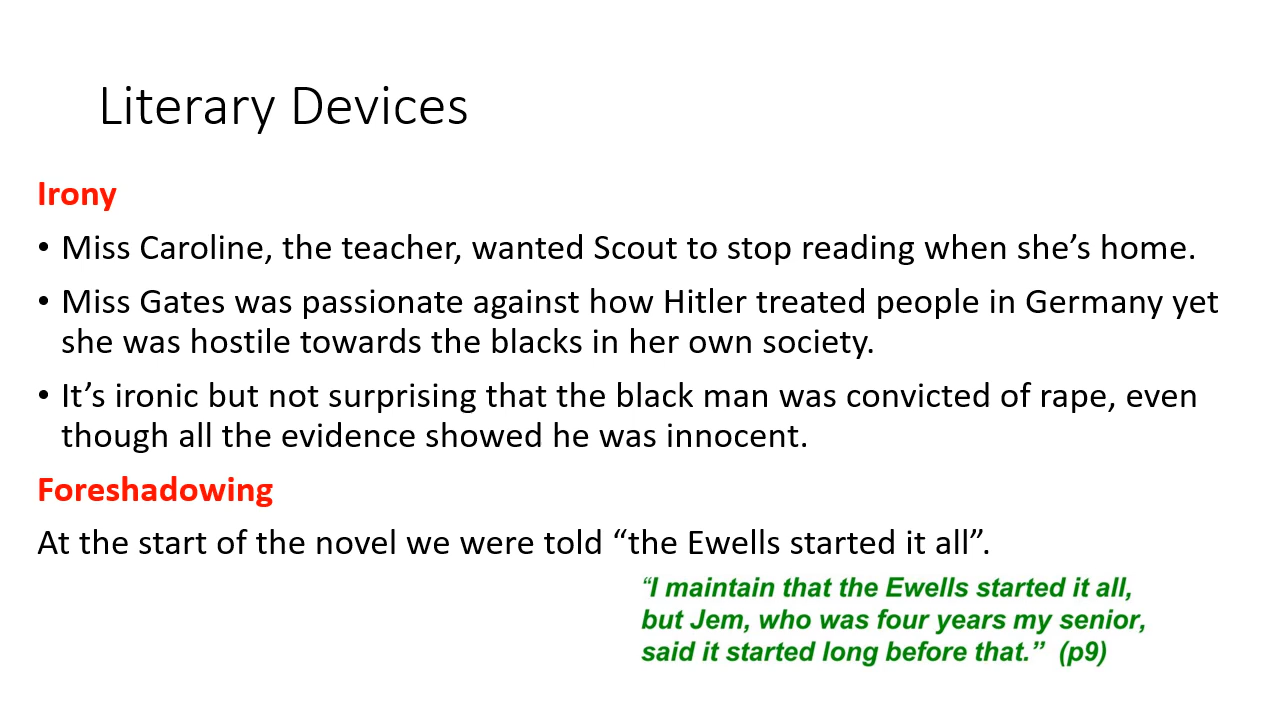 Literary Devices
Irony
• Miss Caroline, the teacher, wanted Scout to stop reading when she’s home.
• Miss Gates was passionate against how Hitler treated people in Germany yet
she was hostile towards the blacks in her own society.
• It’s ironic but not surprising that the black man was convicted of rape, even
though all the evidence showed he was innocent.
Foreshadowing
At the start of the novel we were told “the Ewells started it all”.
“I maintain that the Ewells started it all,
but Jem, who was four years my senior,
said it started long before that.” (p9)